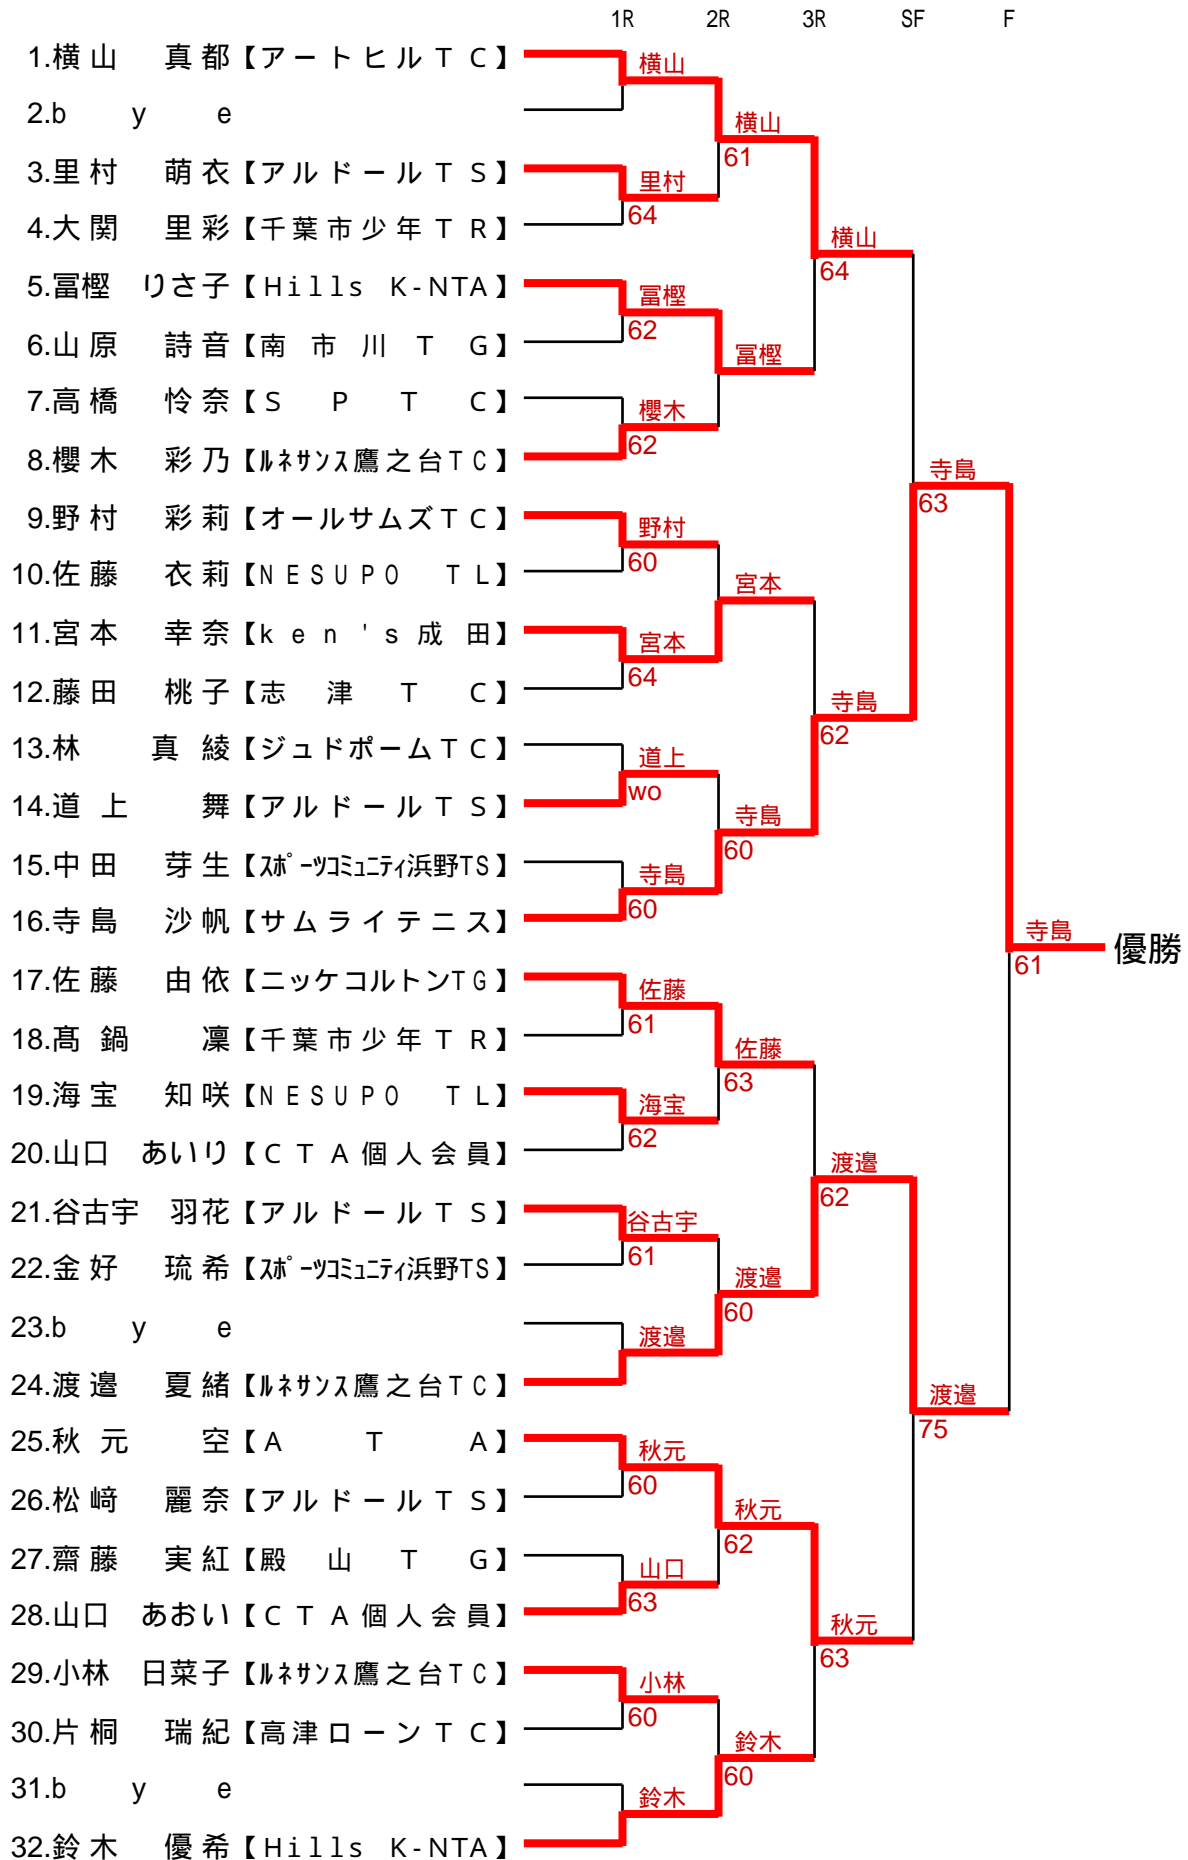 1R 2R 3R SF F
1.横山 真都【アートヒルTC】
横山
2.bye
横山
61
3.里村 萌衣【アルドールTS】
里村
64
4.大関 里彩【千葉市少年TR】
横山
64
5.冨樫 りさ子【Hills K-NTA】
冨樫
62
6.山原 詩音【南市川TG】
冨樫
7.高橋 怜奈【SPTC】
櫻木
62
8.櫻木 彩乃【ルネサンス鷹之台TC】
寺島
63
9.野村 彩莉【オールサムズTC】
野村
60
10.佐藤 衣莉【NESUPO TL】
宮本
11.宮本 幸奈【ken's成田】
宮本
64
12.藤田 桃子【志津TC】
寺島
62
13.林 真綾【ジュドポームTC】
道上
wo
14.道上 舞【アルドールTS】
寺島
60
15.中田 芽生【スポーツコミュニティ浜野TS】
寺島
60
16.寺島 沙帆【サムライテニス】
寺島
61
優勝
17.佐藤 由依【ニッケコルトンTG】
佐藤
61
18.髙鍋 凜【千葉市少年TR】
佐藤
63
19.海宝 知咲【NESUPO TL】
海宝
62
20.山口 あいり【CTA個人会員】
渡邉
62
21.谷古宇 羽花【アルドールTS】
谷古宇
61
22.金好 琉希【スポーツコミュニティ浜野TS】
渡邉
60
23.bye
渡邉
24.渡邉 夏緒【ルネサンス鷹之台TC】
渡邉
75
25.秋元 空【ATA】
秋元
60
26.松﨑 麗奈【アルドールTS】
秋元
62
27.齋藤 実紅【殿山TG】
山口
63
28.山口 あおい【CTA個人会員】
秋元
63
29.小林 日菜子【ルネサンス鷹之台TC】
小林
60
30.片桐 瑞紀【高津ローンTC】
鈴木
60
31.bye
鈴木
32.鈴木 優希【Hills K-NTA】